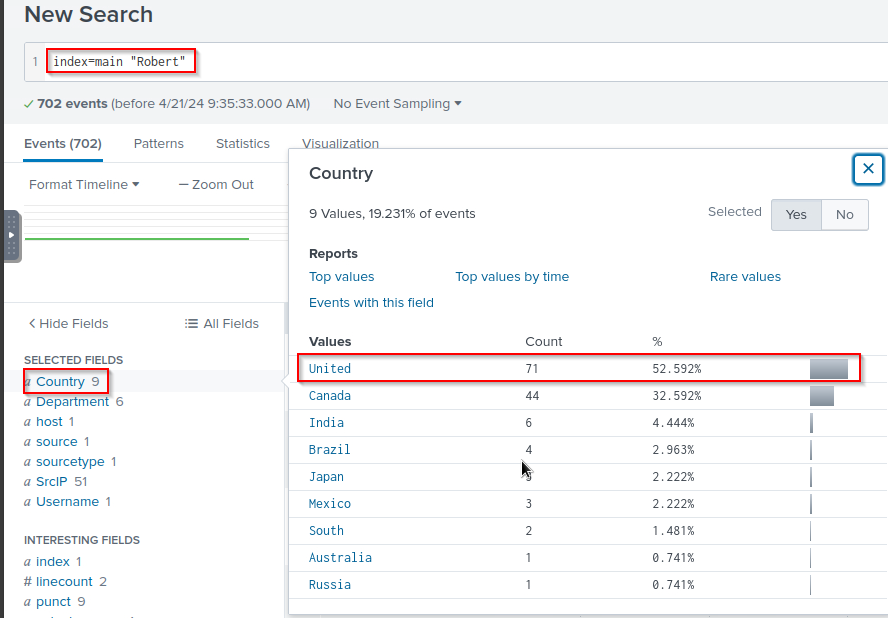 New Search
1 index=main "Robert"
702 events (before 4/21/24 9:35:33.000 AM) No Event Sampling
Events (702) Patterns Statistics Visualization
Format Timeline — Zoom Out
Country
9 Values, 19.231% of events
Selected Yes No
Reports
Top values Top values by time Rare values
Events with this field
Values Count %
United 71 52.592%
Canada 44 32.592%
India 6 4.444%
Brazil 4 2.963%
Japan 2.222%
Mexico 3 2.222%
South 2 1.481%
Australia 1 0.741%
Russia 1 0.741%
Hide Fields All Fields
SELECTED FIELDS
a Country 9
a Department 6
a host 1
a source 1
a sourcetype 1
a SrcIP 51
a Username 1
INTERESTING FIELDS
a index 1
# linecount 2
a punct 9